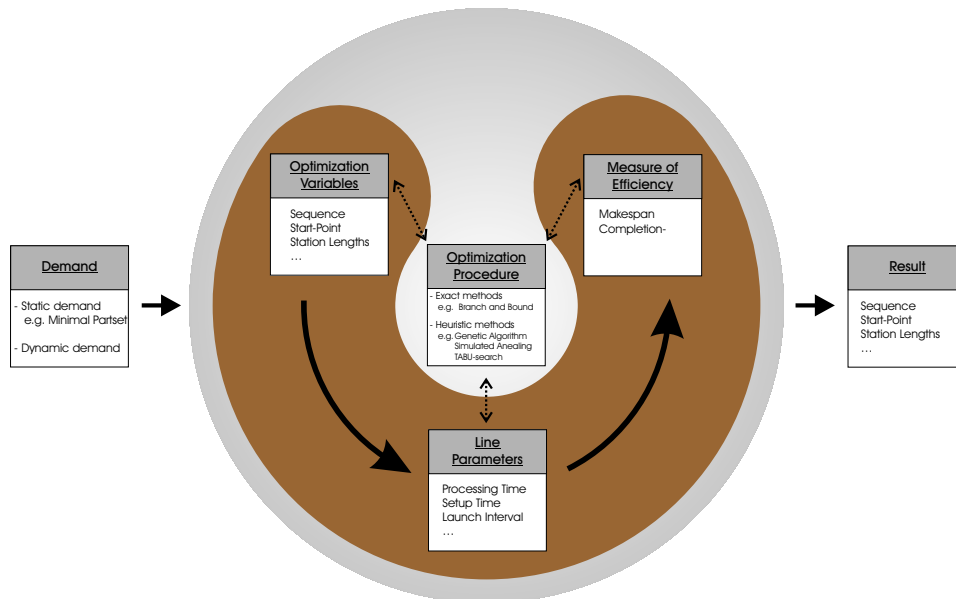 Demand
- Static demand
e.g. Minimal Partset
- Dynamic demand
Optimization
Variables
Sequence
Start-Point
Station Lengths
...
Optimization
Procedure
- Exact methods
e.g. Branch and Bound
- Heuristic methods
e.g. Genetic Algorithm
Simulated Anealing
TABU-search
Line
Parameters
Processing Time
Setup Time
Launch Interval
...
Measure of
Efficiency
Makespan
Completion-
Result
Sequence
Start-Point
Station Lengths
...